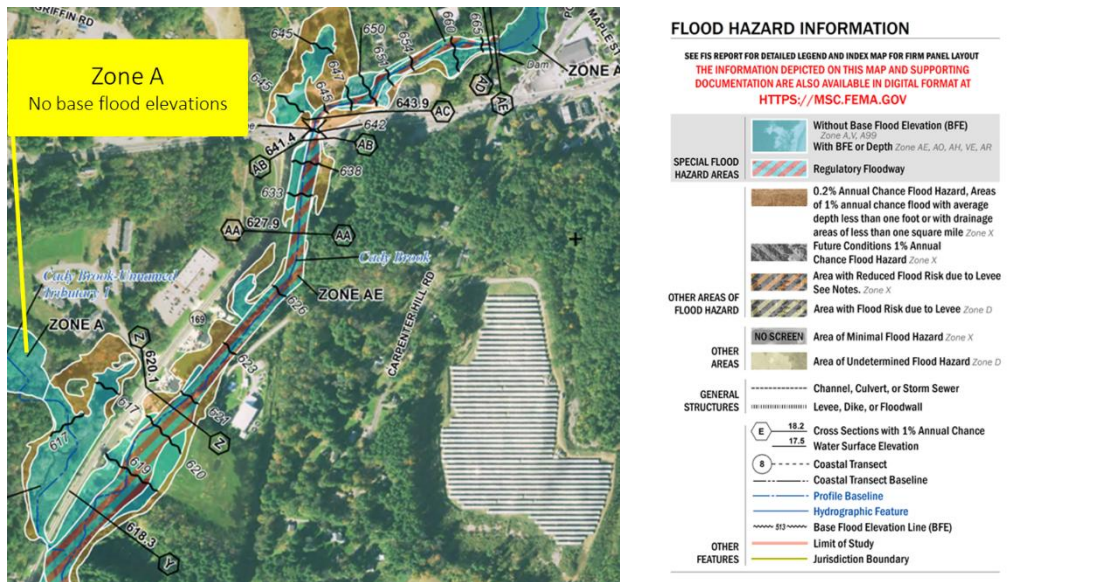 GRIFFIN RD
Zone A
No base flood elevations
645
647
645
645
650
651
654
660
665
Dam
ZONE A
MAPLE ST
643.9
AC
AD
AE
642
641.4
AB
AB
638
633
627.9
AA
AA
Cady Brook
ZONE AE
626
Cady Brook-Unnamed
Tributary 1
ZONE A
CARPENTER HILL RD
169
Z
620.1
623
621
617
617
Z
619
620
618.3
Y
FLOOD HAZARD INFORMATION
SEE FIS REPORT FOR DETAILED LEGEND AND INDEX MAP FOR FIRM PANEL LAYOUT
THE INFORMATION DEPICTED ON THIS MAP AND SUPPORTING
DOCUMENTATION ARE ALSO AVAILABLE IN DIGITAL FORMAT AT
HTTPS://MSC.FEMA.GOV
SPECIAL FLOOD
HAZARD AREAS
Without Base Flood Elevation (BFE)
Zone A,V, A99
With BFE or Depth Zone AE, AO, AH, VE, AR
Regulatory Floodway
OTHER AREAS OF
FLOOD HAZARD
0.2% Annual Chance Flood Hazard, Areas
of 1% annual chance flood with average
depth less than one foot or with drainage
areas of less than one square mile Zone X
Future Conditions 1% Annual
Chance Flood Hazard Zone X
Area with Reduced Flood Risk due to Levee
See Notes. Zone X
Area with Flood Risk due to Levee Zone D
OTHER
AREAS
NO SCREEN Area of Minimal Flood Hazard Zone X
Area of Undetermined Flood Hazard Zone D
GENERAL
STRUCTURES
Channel, Culvert, or Storm Sewer
Levee, Dike, or Floodwall
OTHER
FEATURES
E 18.2 Cross Sections with 1% Annual Chance
17.5 Water Surface Elevation
8 Coastal Transect
Coastal Transect Baseline
Profile Baseline
Hydrographic Feature
513 Base Flood Elevation Line (BFE)
Limit of Study
Jurisdiction Boundary